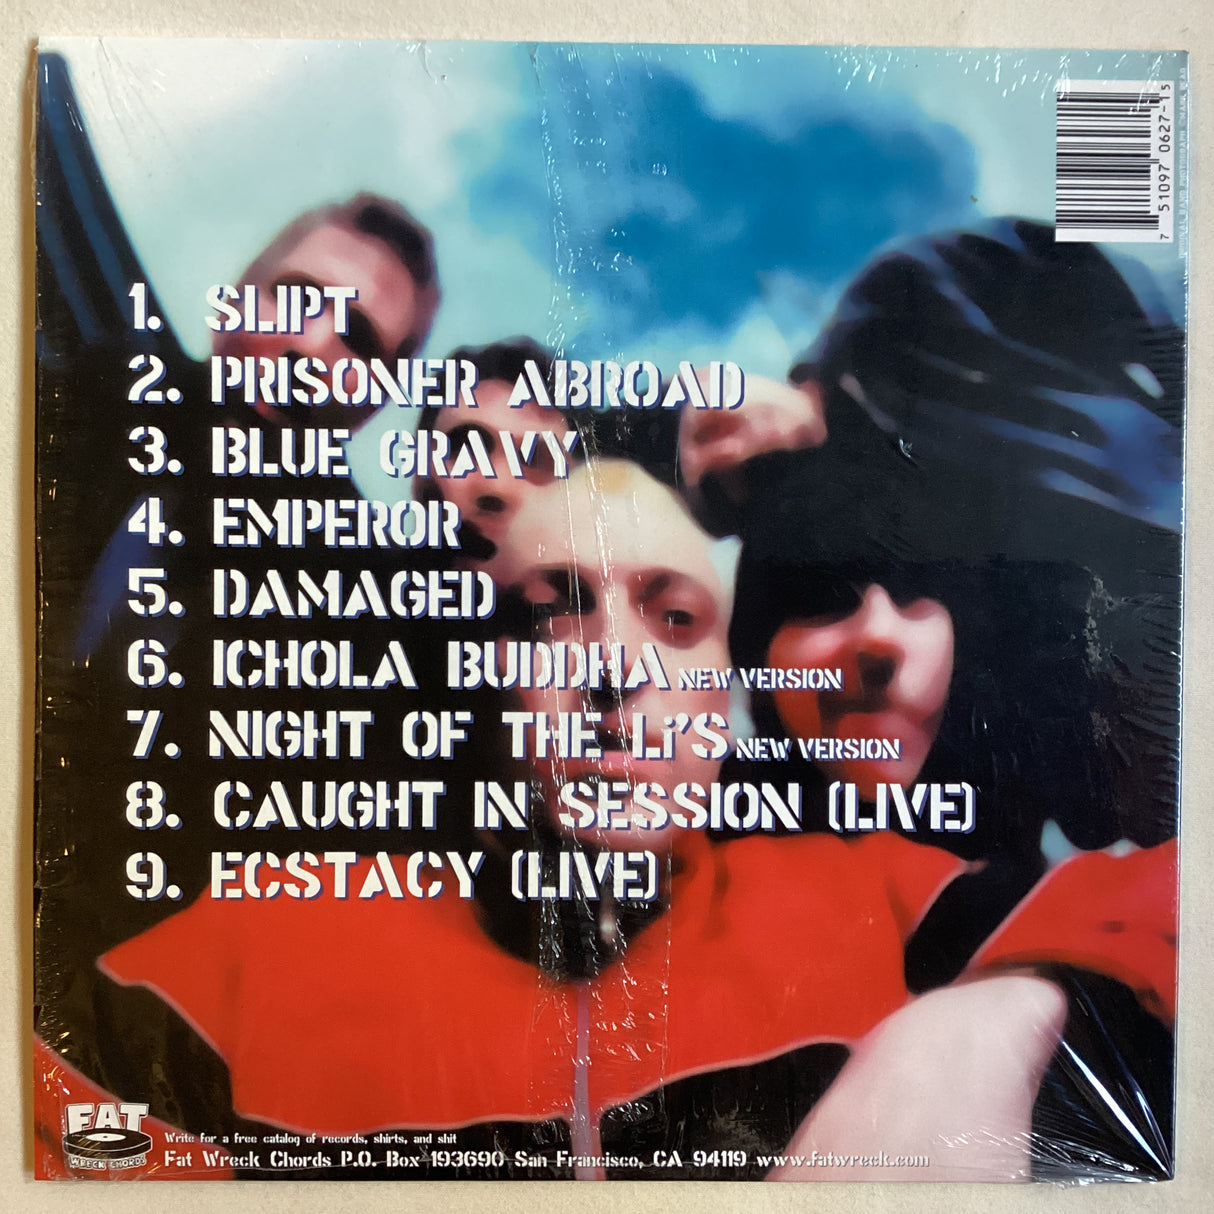 7 51097 0627-1 5
1. SLIPT
2. PRISONER ABROAD
3. BLUE GRAVY
4. EMPEROR
5. DAMAGED
6. ICHOLA BUDDHA NEW VERSION
7. NIGHT OF THE Li'S NEW VERSION
8. CAUGHT IN SESSION (LIVE)
9. ECSTACY (LIVE)
FAT
WRECK CHORDS
Write for a free catalog of records, shirts, and shit
Fat Wreck Chords P.O. Box 193690 San Francisco, CA 94119 www.fatwreck.com